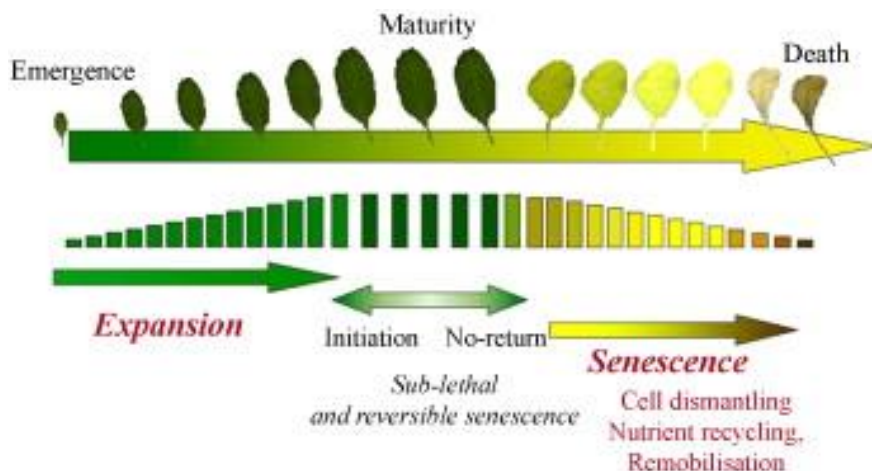 Maturity
Emergence
Death
Expansion
Initiation
No-return
Senescence
Sub-lethal
and reversible senescence
Cell dismantling
Nutrient recycling,
Remobilisation